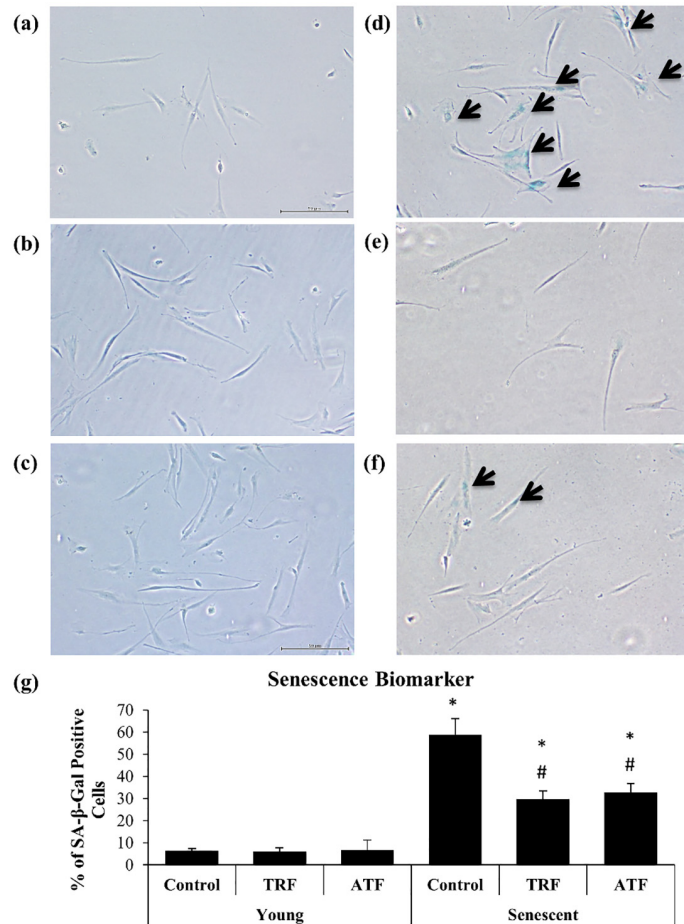 (a)
(d)
(b)
(e)
(c)
(f)
(g)
Senescence Biomarker
% of SA-β-Gal Positive
Cells
70
60
50
40
30
20
10
0
*
*
#
*
#
Control TRF ATF Control TRF ATF
Young Senescent